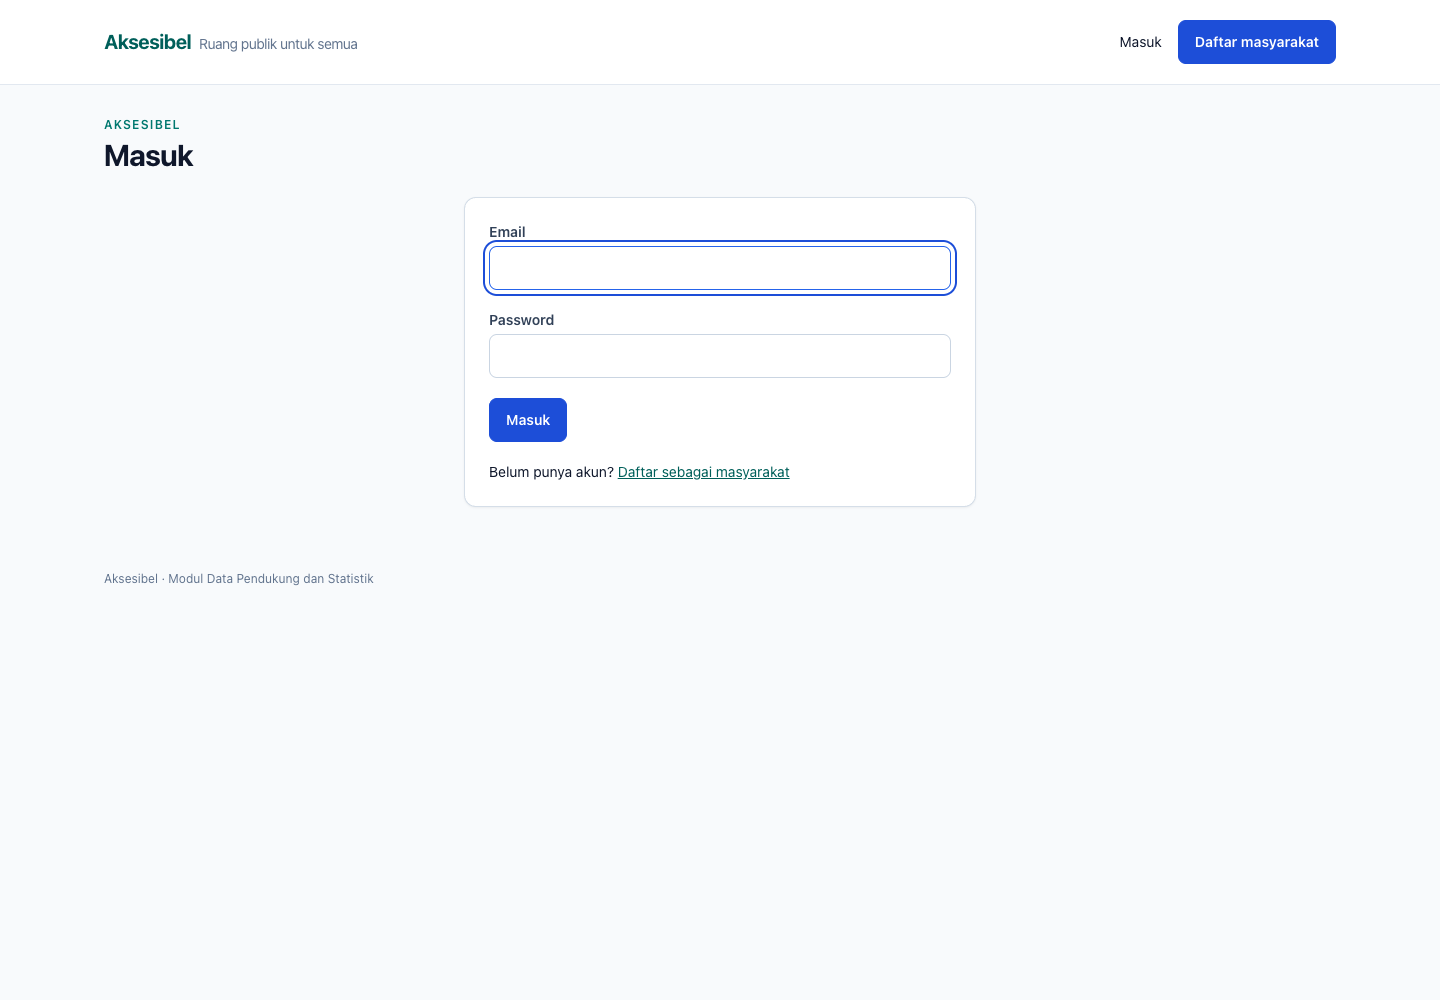 Aksesibel Ruang publik untuk semua
Masuk
Daftar masyarakat
AKSESIBEL
Masuk
Email
Password
Masuk
Belum punya akun? Daftar sebagai masyarakat
Aksesibel · Modul Data Pendukung dan Statistik